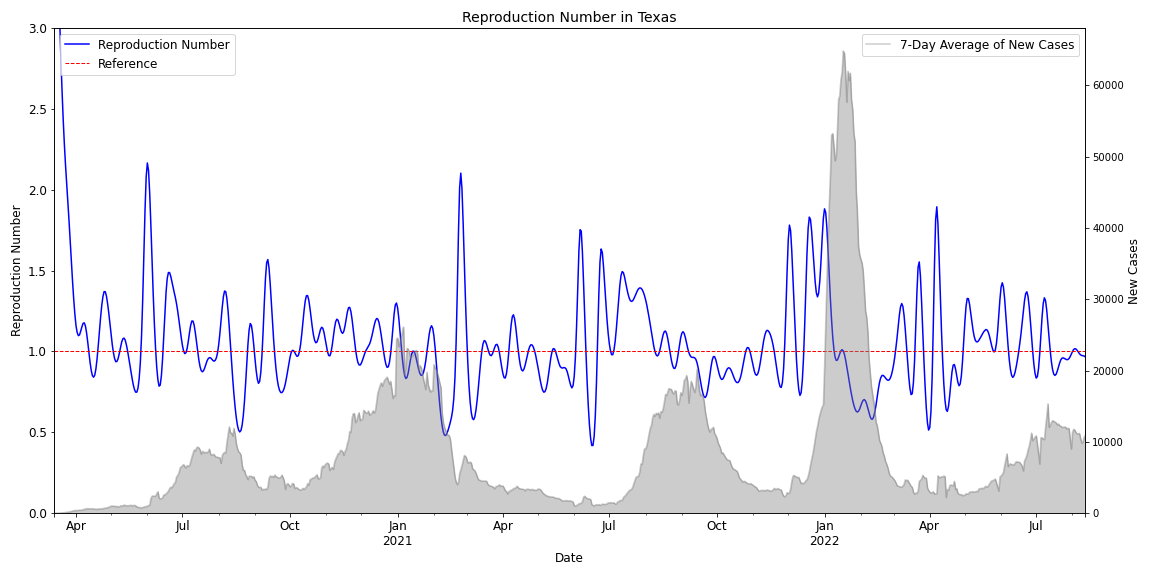 Reproduction Number in Texas
Reproduction Number
Reference
7-Day Average of New Cases
3.0
2.5
2.0
1.5
1.0
0.5
0.0
Reproduction Number
60000
50000
40000
30000
20000
10000
0
New Cases
Apr
Jul
Oct
Jan
2021
Apr
Jul
Oct
Jan
2022
Apr
Jul
Date